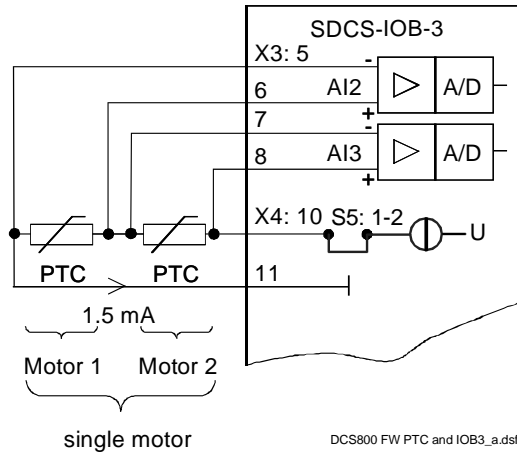 SDCS-IOB-3
X3: 5
-
6
AI2
A/D
+
7
-
8
AI3
A/D
+
X4: 10 S5: 1-2
U
PTC PTC
11
1.5 mA
Motor 1 Motor 2
single motor
DCS800 FW PTC and IOB3_a.dsf